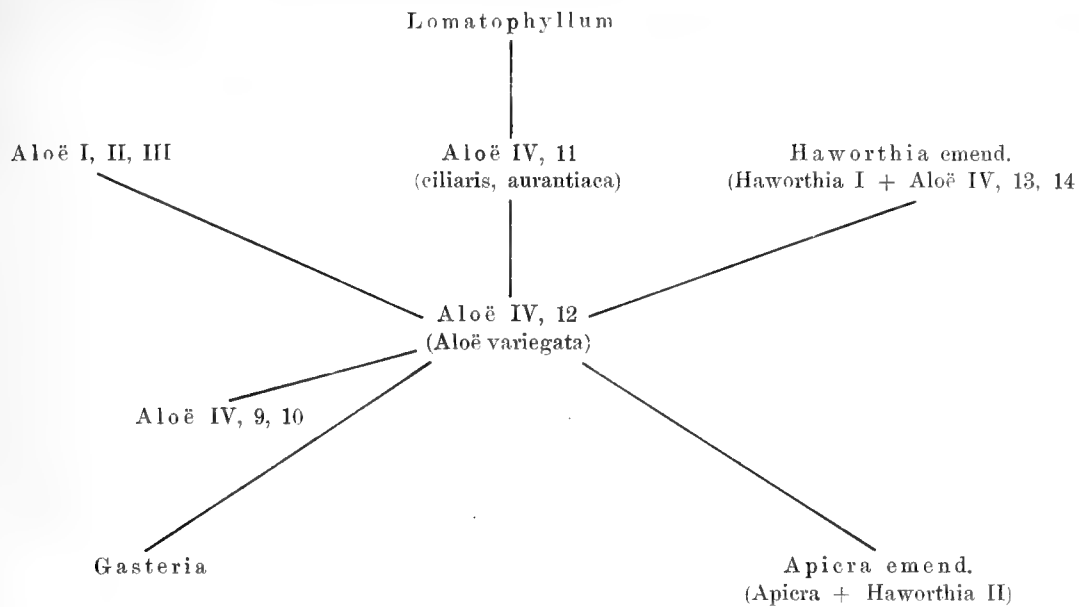 Lomatophyllum
Aloë I, II, III
Aloë IV, 11
(ciliaris, aurantiaca)
Haworthia emend.
(Haworthia I + Aloë IV, 13, 14
Aloë IV, 12
(Aloë variegata)
Aloë IV, 9, 10
Gasteria
Apicra emend.
(Apicra + Haworthia II)